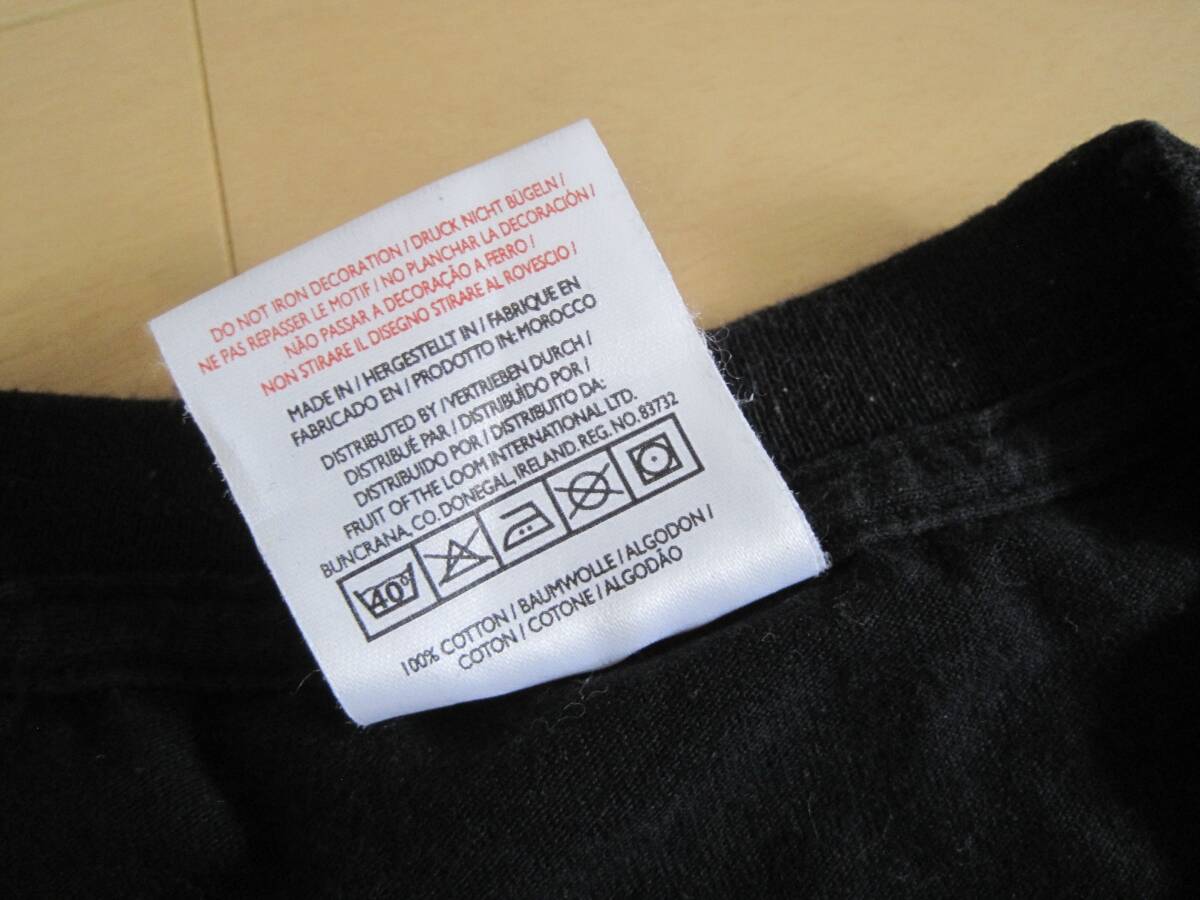 DO NOT IRON DECORATION / DRUCK NICHT BÜGELN /
NE PAS REPASSER LE MOTIF / NO PLANCHAR LA DECORACIÓN /
NÃO PASSAR A DECORAÇÃO A FERRO /
NON STIRARE IL DISEGNO STIRARE AL ROVESCIO /
MADE IN / HERGESTELLT IN / FABRIQUE EN
FABRICADO EN / PRODOTTO IN: MOROCCO
DISTRIBUTED BY / VERTRIEBEN DURCH /
DISTRIBUÉ PAR / DISTRIBUÍDO POR /
DISTRIBUIDO POR / DISTRIBUITO DA:
FRUIT OF THE LOOM INTERNATIONAL LTD.
BUNCRANA, CO. DONEGAL, IRELAND. REG. NO. 83732
40°
100% COTTON / BAUMWOLLE / ALGODON /
COTON / COTONE / ALGODÃO